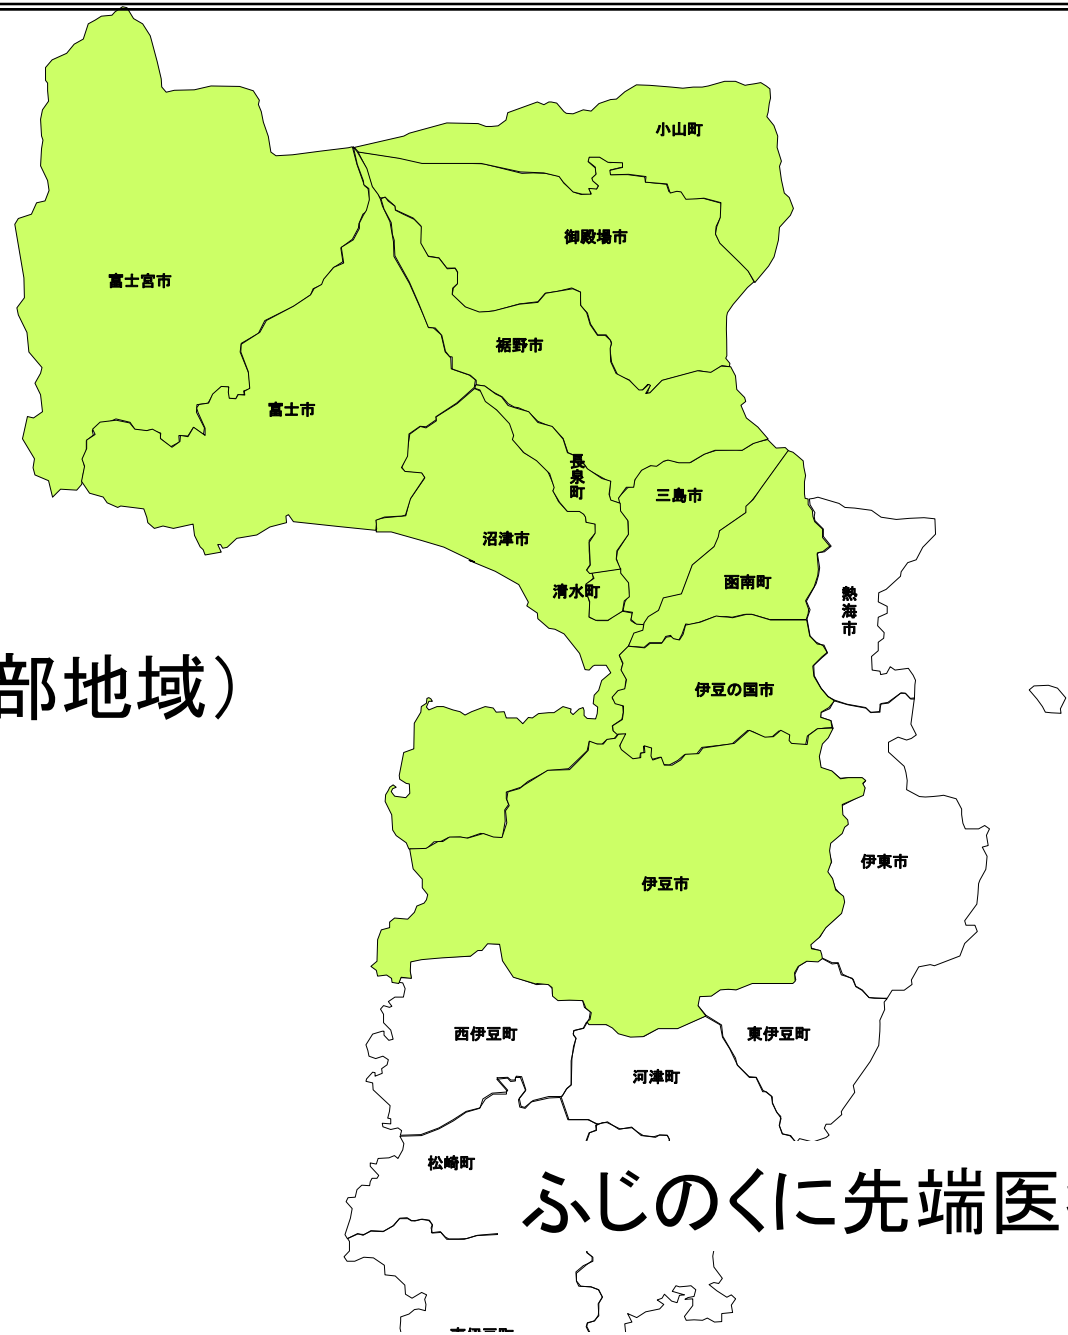 小山町
御殿場市
富士宮市
裾野市
富士市
長泉町
三島市
沼津市
函南町
清水町
熱海市
部地域）
伊豆の国市
伊東市
伊豆市
西伊豆町
東伊豆町
河津町
松崎町
ふじのくに先端医